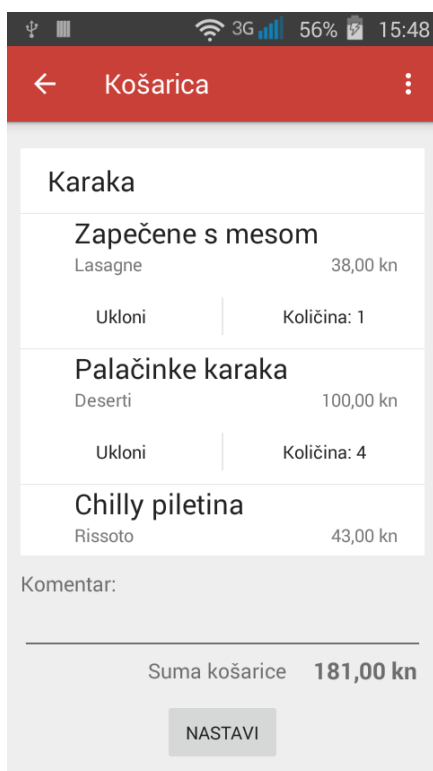 3G 56% 15:48
Košarica
Karaka
Zapečene s mesom
Lasagne 38,00 kn
Ukloni Količina: 1
Palačinke karaka
Deserti 100,00 kn
Ukloni Količina: 4
Chilly piletina
Rissoto 43,00 kn
Komentar:
Suma košarice 181,00 kn
NASTAVI